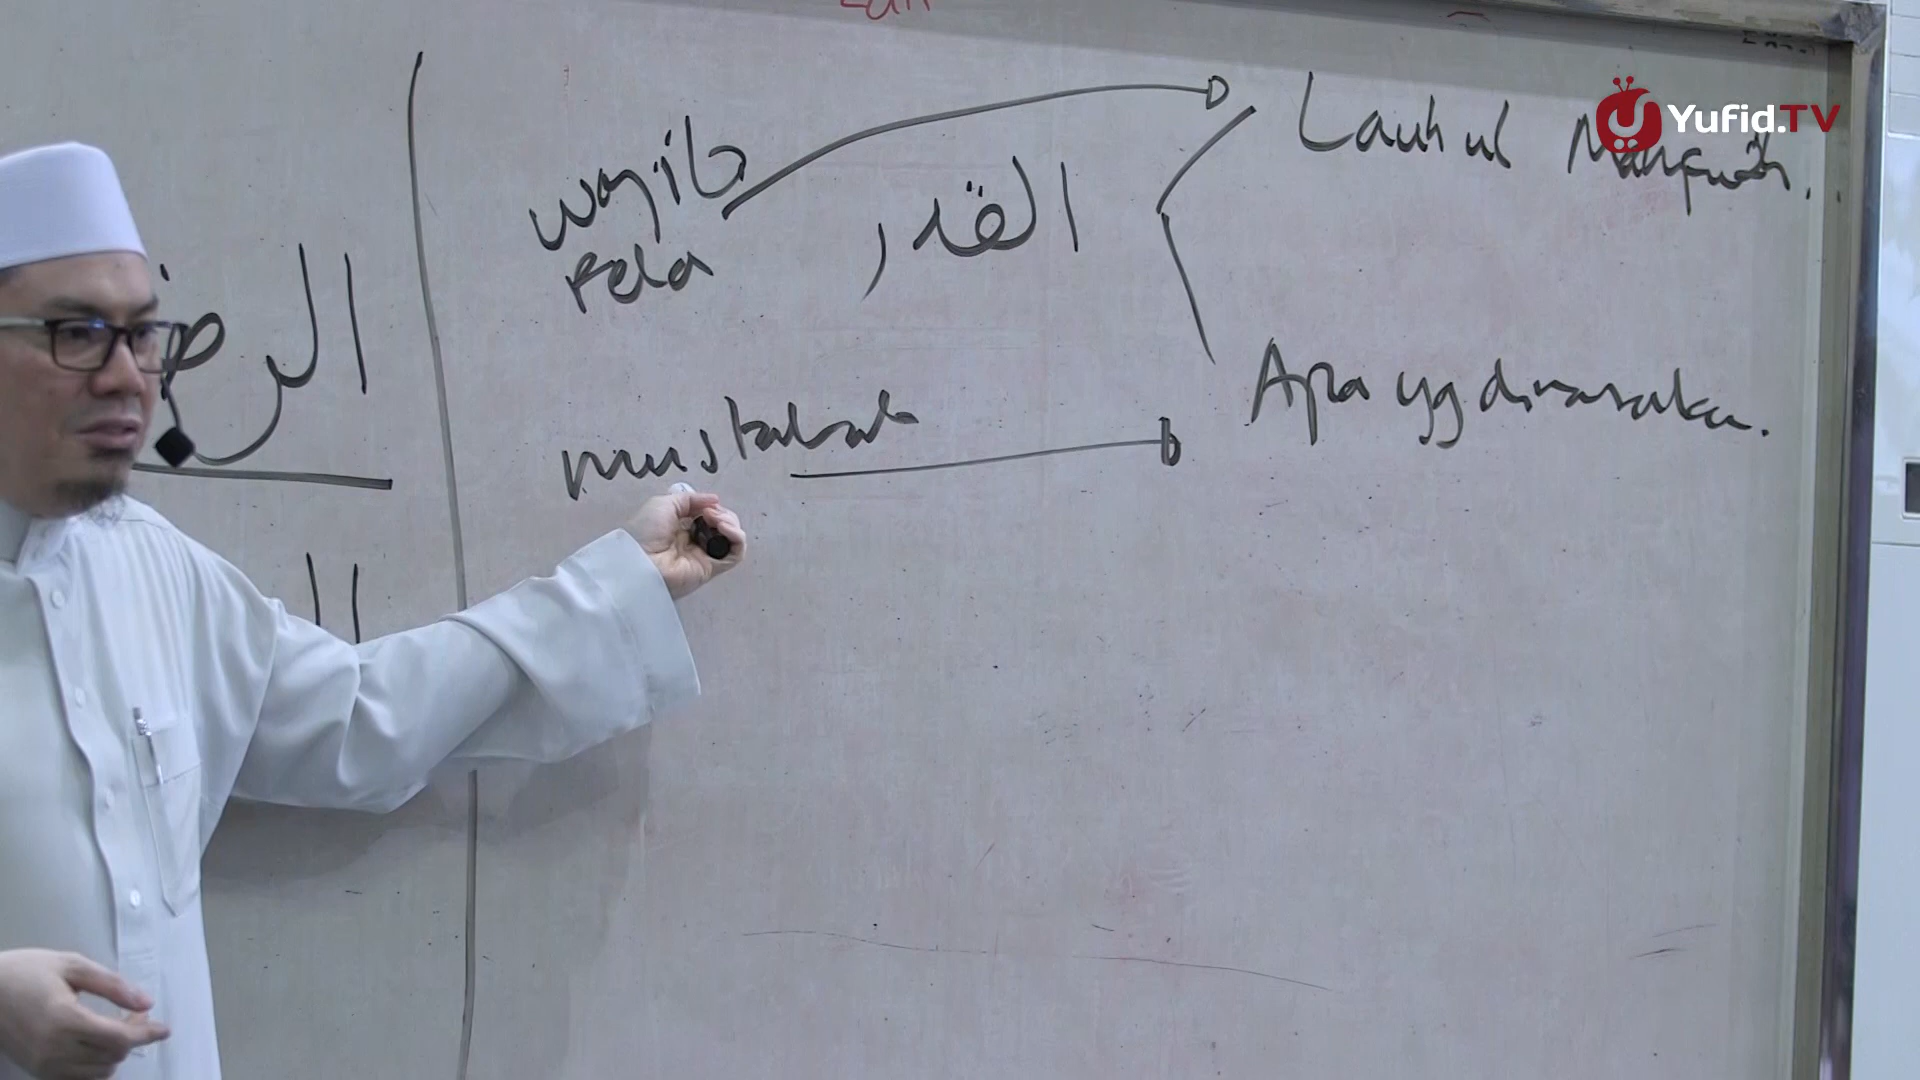 Yufid.TV
Lauhul Mahfudh.
wajib
rela
القدر
Apa yg dirasakan.
mustahab